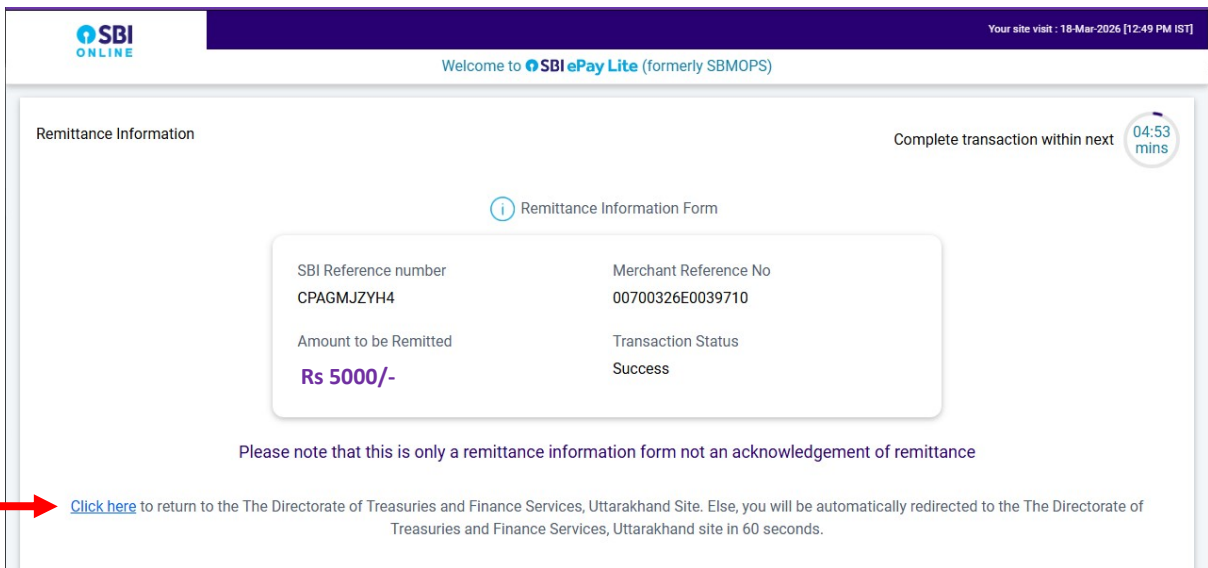 SBI
ONLINE
Your site visit : 18-Mar-2026 [12:49 PM IST]
Welcome to SBI ePay Lite (formerly SBMOPS)
Remittance Information
Complete transaction within next
04:53
mins
Remittance Information Form
SBI Reference number
Merchant Reference No
CPAGMJZYH4
00700326E0039710
Amount to be Remitted
Transaction Status
Rs 5000/-
Success
Please note that this is only a remittance information form not an acknowledgement of remittance
Click here to return to the The Directorate of Treasuries and Finance Services, Uttarakhand Site. Else, you will be automatically redirected to the The Directorate of
Treasuries and Finance Services, Uttarakhand site in 60 seconds.